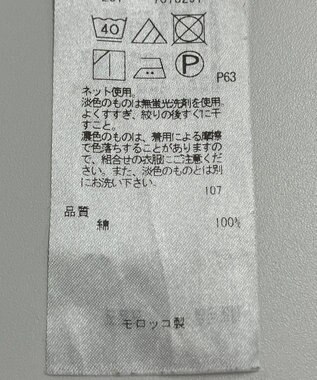 40
P
P63
ネット使用。
淡色のものは無蛍光洗剤を使用。
よくすすぎ、絞りの後すぐに干
すこと。
濃色のものは、着用による摩擦
で色落ちすることがありますの
で、組合せの衣服にご注意くだ
さい。また、淡色のものとは別
にお洗い下さい。
107
品質
綿 100%
モロッコ製